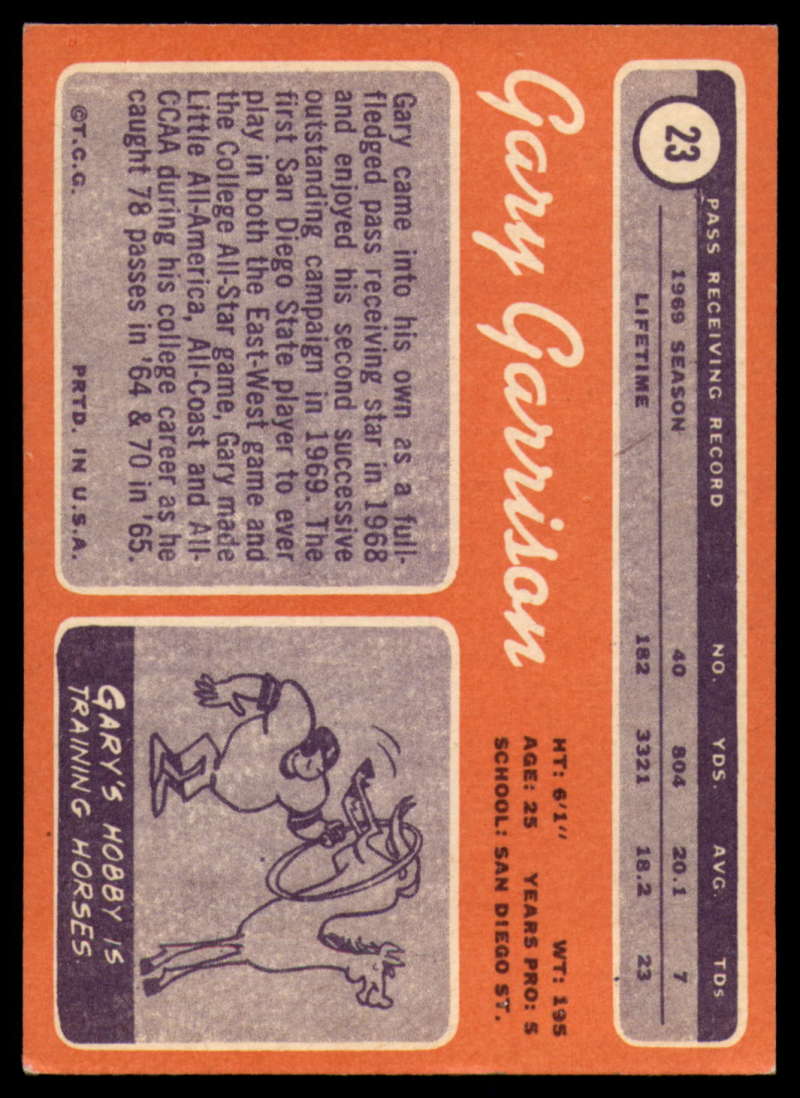 23
PASS RECEIVING RECORD NO. YDS. AVG. TDs
1969 SEASON 40 804 20.1 7
LIFETIME 182 3321 18.2 23
Gary Garrison
HT: 6'1" WT: 195
AGE: 25 YEARS PRO: 5
SCHOOL: SAN DIEGO ST.
Gary came into his own as a full-
fledged pass receiving star in 1968
and enjoyed his second successive
outstanding campaign in 1969. The
first San Diego State player to ever
play in both the East-West game and
the College All-Star game, Gary made
Little All-America, All-Coast and All-
CCAA during his college career as he
caught 78 passes in '64 & 70 in '65.
©T.C.G. PRTD. IN U.S.A.
GARY'S HOBBY IS
TRAINING HORSES.